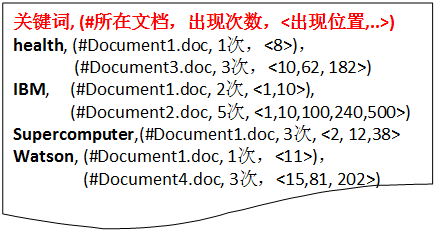 关键词, (#所在文档，出现次数，<出现位置,..>)
health, (#Document1.doc, 1次，<8>)，
(#Document3.doc, 3次，<10,62, 182>)
IBM, (#Document1.doc, 2次, <1,10>),
(#Document2.doc, 5次, <1,10,100,240,500>)
Supercomputer,(#Document1.doc, 3次, <2, 12,38>
Watson, (#Document1.doc, 1次，<11>)，
(#Document4.doc, 3次，<15,81, 202>)